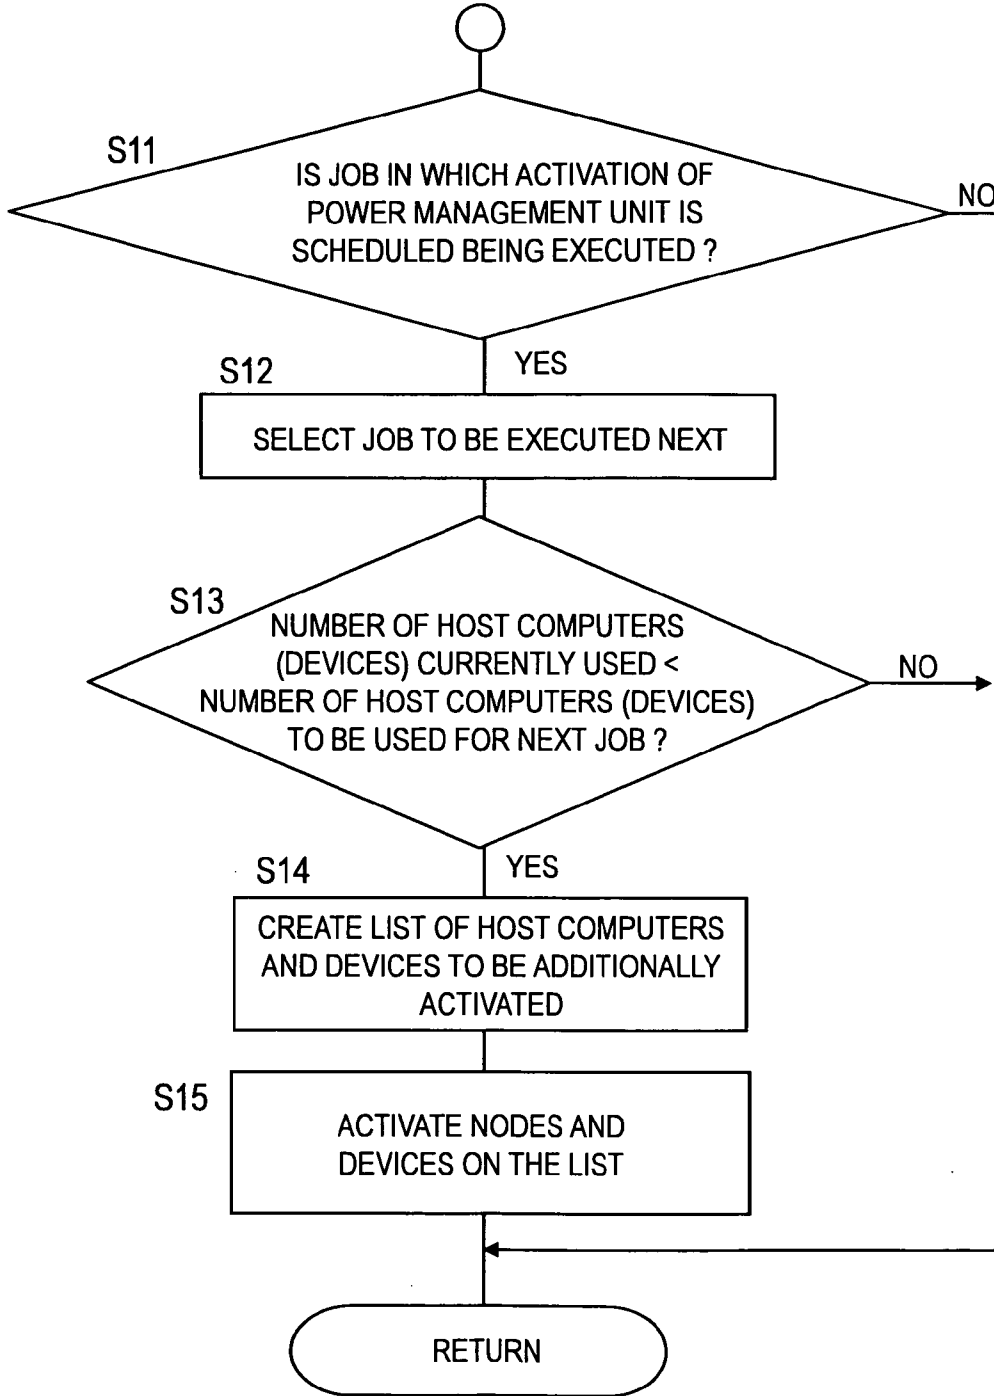 S11
IS JOB IN WHICH ACTIVATION OF
POWER MANAGEMENT UNIT IS
SCHEDULED BEING EXECUTED ?
NO
YES
S12
SELECT JOB TO BE EXECUTED NEXT
S13
NUMBER OF HOST COMPUTERS
(DEVICES) CURRENTLY USED <
NUMBER OF HOST COMPUTERS (DEVICES)
TO BE USED FOR NEXT JOB ?
NO
YES
S14
CREATE LIST OF HOST COMPUTERS
AND DEVICES TO BE ADDITIONALLY
ACTIVATED
S15
ACTIVATE NODES AND
DEVICES ON THE LIST
RETURN